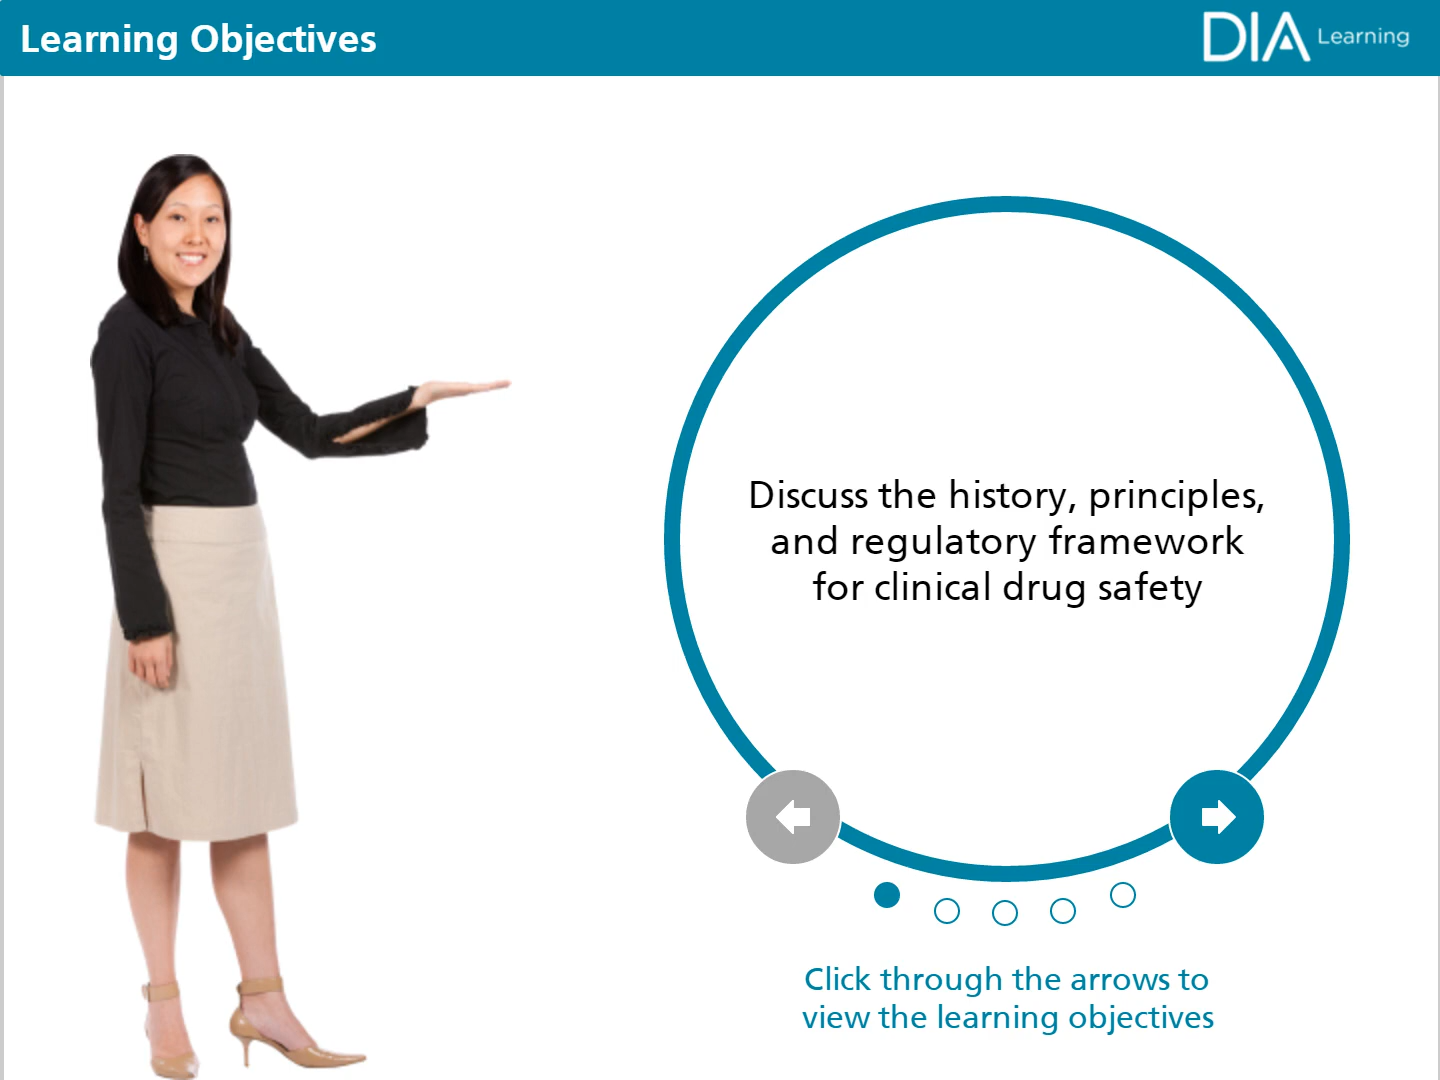 Learning Objectives
DIA Learning
Discuss the history, principles,
and regulatory framework
for clinical drug safety
Click through the arrows to
view the learning objectives